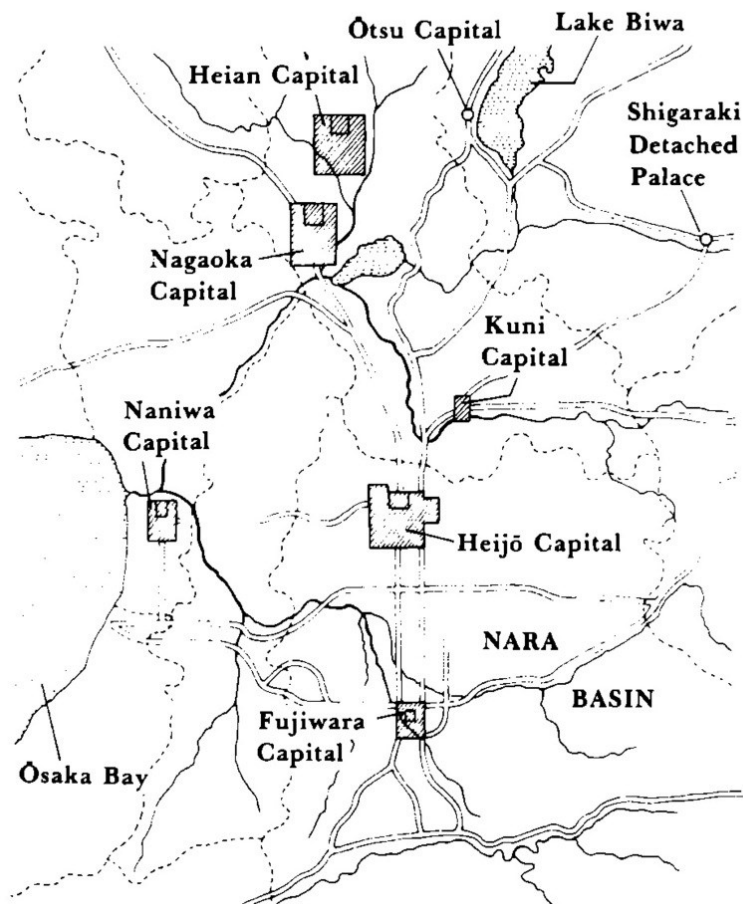 Ōtsu Capital
Lake Biwa
Heian Capital
Shigaraki
Detached
Palace
Nagaoka
Capital
Kuni
Capital
Naniwa
Capital
Heijō Capital
NARA
BASIN
Fujiwara
Capital
Ōsaka Bay